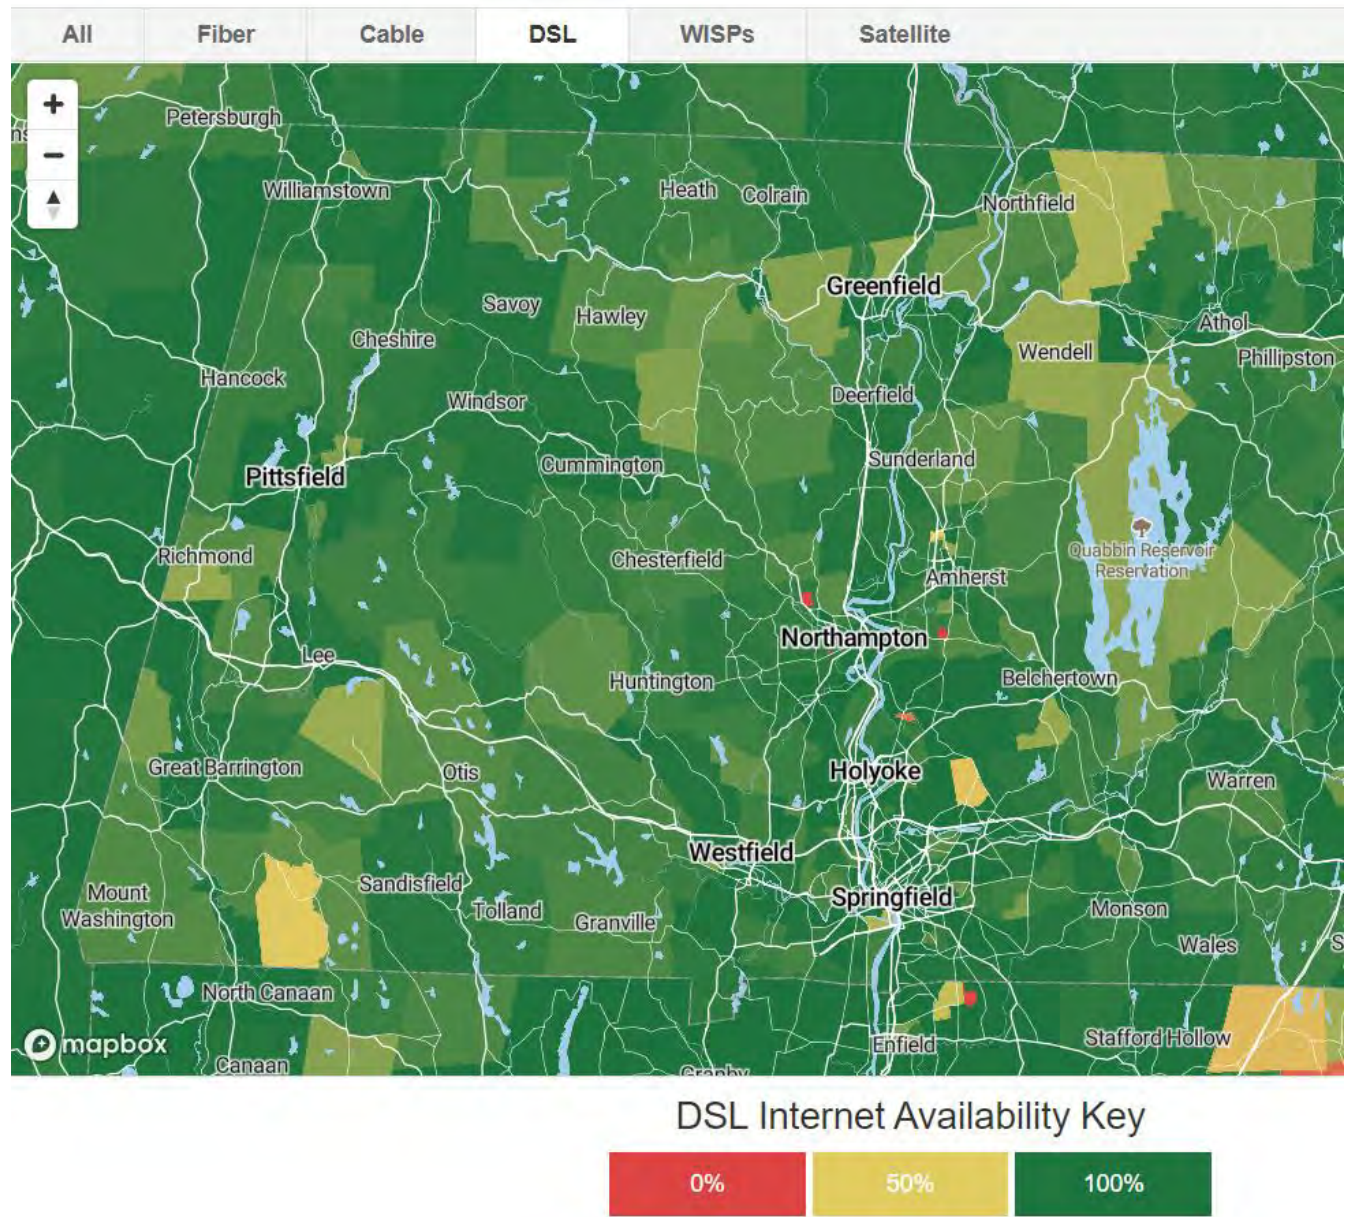 All Fiber Cable DSL WISPs Satellite
+
−
Petersburgh
Williamstown
Heath
Colrain
Northfield
Greenfield
Savoy
Hawley
Athol
Cheshire
Wendell
Phillipston
Hancock
Windsor
Deerfield
Pittsfield
Cummington
Sunderland
Richmond
Chesterfield
Quabbin Reservoir
Reservation
Amherst
Northampton
Lee
Huntington
Belchertown
Great Barrington
Otis
Holyoke
Warren
Westfield
Mount
Washington
Sandisfield
Springfield
Tolland
Granville
Monson
Wales
North Canaan
Stafford Hollow
mapbox
Enfield
Canaan
Granby
DSL Internet Availability Key
0% 50% 100%